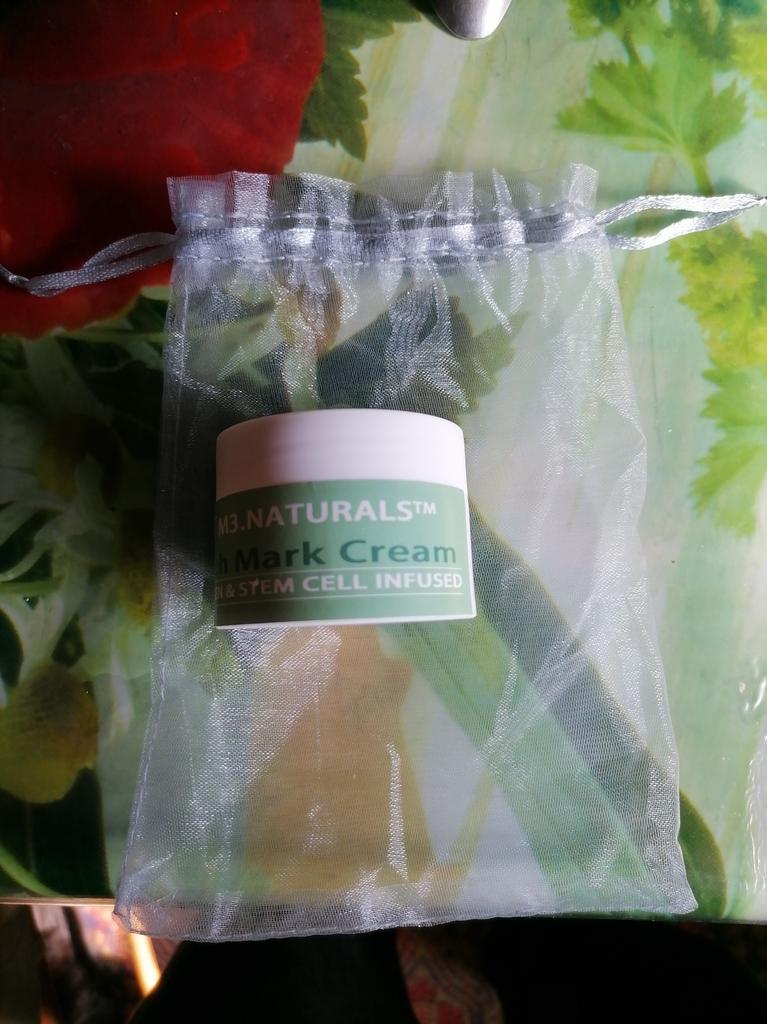 M3.NATURALS™
h Mark Cream
N & STEM CELL INFUSED